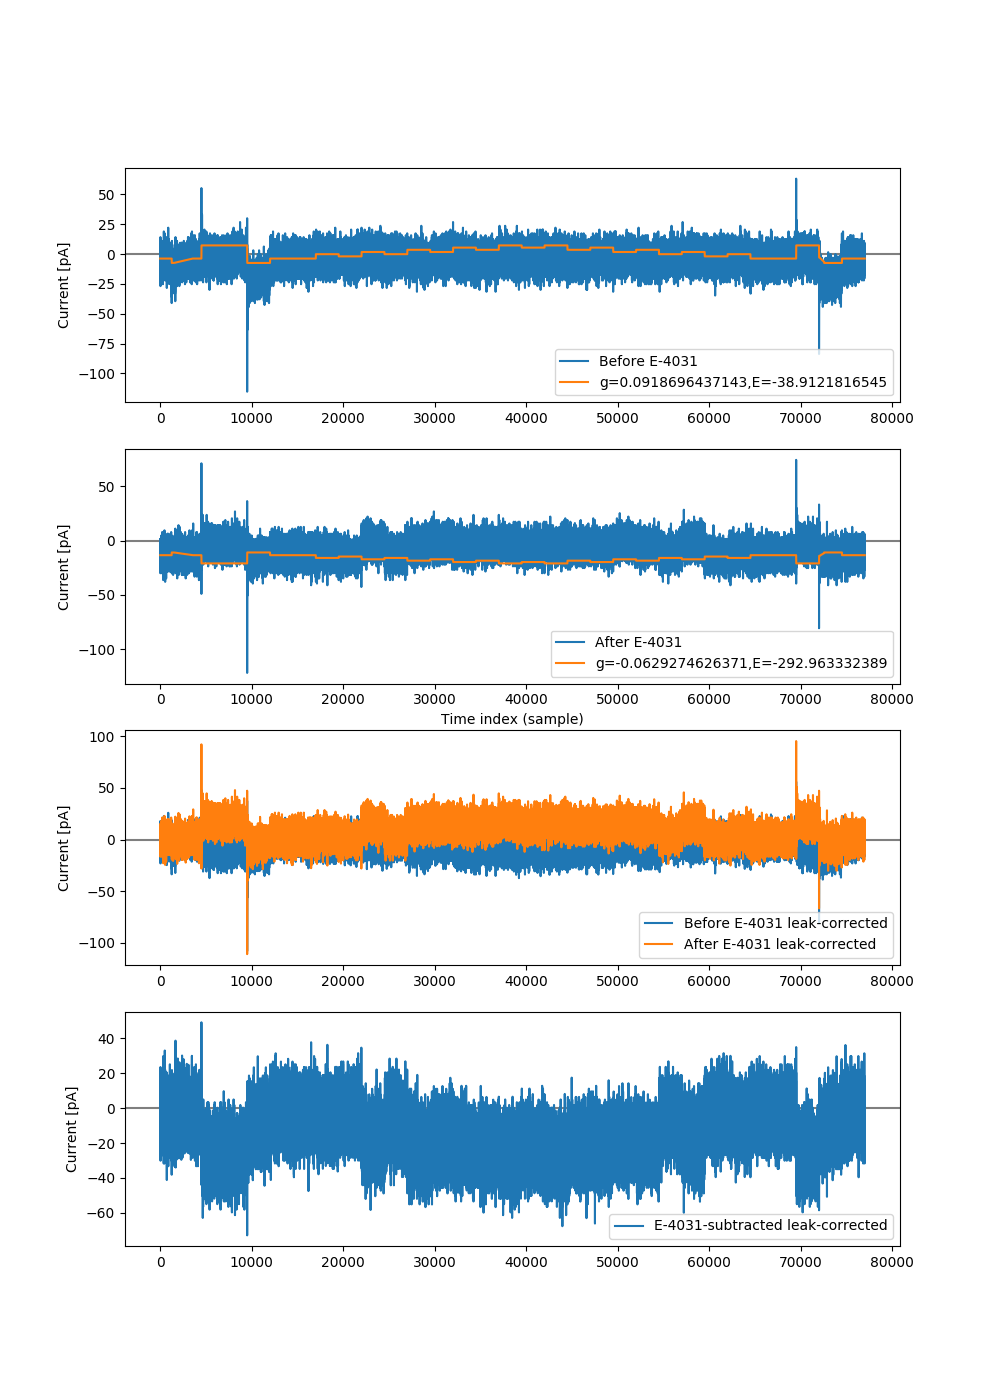 50
25
0
−25
−50
−75
−100
Current [pA]
Before E-4031
g=0.0918696437143,E=-38.9121816545
0 10000 20000 30000 40000 50000 60000 70000 80000
50
0
−50
−100
Current [pA]
After E-4031
g=-0.0629274626371,E=-292.963332389
0 10000 20000 30000 40000 50000 60000 70000 80000
Time index (sample)
100
50
0
−50
−100
Current [pA]
Before E-4031 leak-corrected
After E-4031 leak-corrected
0 10000 20000 30000 40000 50000 60000 70000 80000
40
20
0
−20
−40
−60
Current [pA]
E-4031-subtracted leak-corrected
0 10000 20000 30000 40000 50000 60000 70000 80000